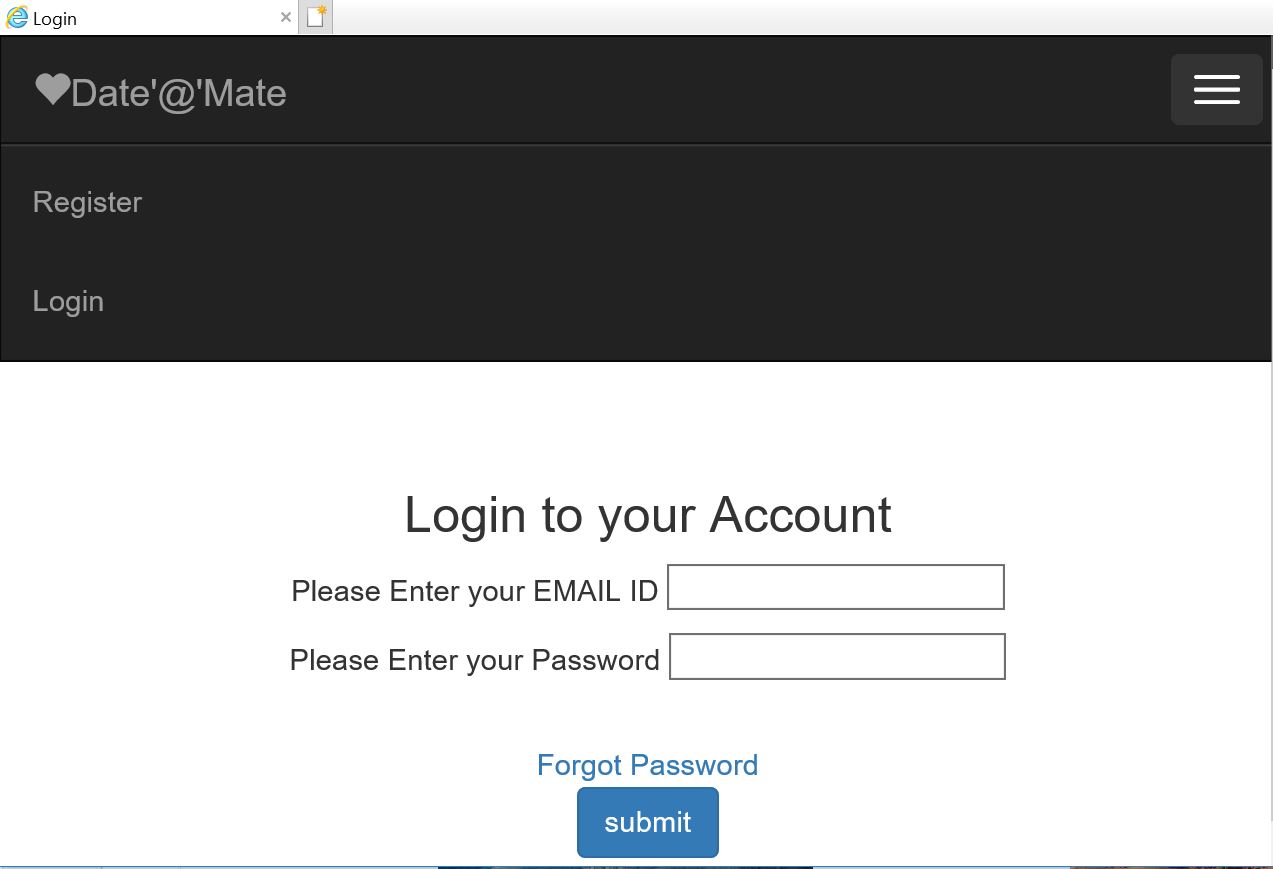 Login
Date'@'Mate
Register
Login
Login to your Account
Please Enter your EMAIL ID
Please Enter your Password
Forgot Password
submit